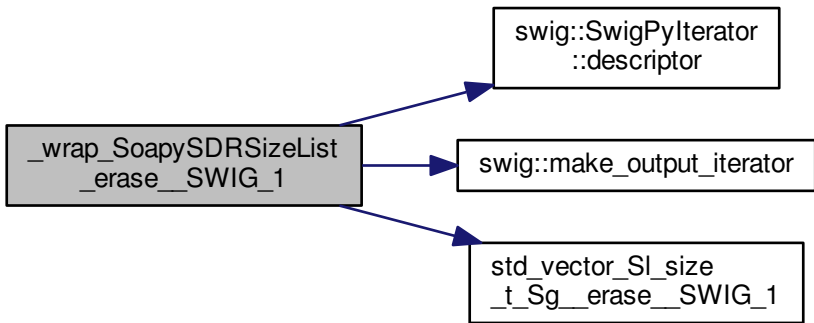 _wrap_SoapySDRSizeList
_erase__SWIG_1
swig::SwigPyIterator
::descriptor
swig::make_output_iterator
std_vector_Sl_size
_t_Sg__erase__SWIG_1